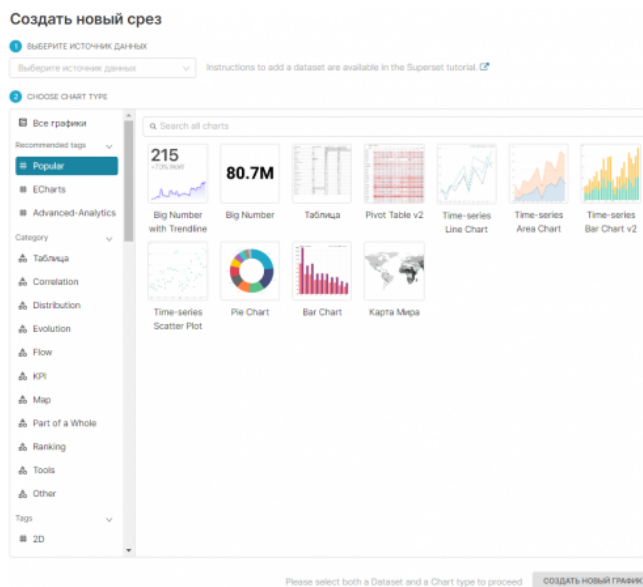 Создать новый срез
1 ВЫБЕРИТЕ ИСТОЧНИК ДАННЫХ
Выберите источник данных
Instructions to add a dataset are available in the Superset tutorial.
2 CHOOSE CHART TYPE
Все графики
Recommended tags
# Popular
# ECharts
# Advanced-Analytics
Category
Таблица
Correlation
Distribution
Evolution
Flow
KPI
Map
Part of a Whole
Ranking
Tools
Other
Tags
# 2D
Search all charts
215
80.7M
Big Number with Trendline
Big Number
Таблица
Pivot Table v2
Time-series Line Chart
Time-series Area Chart
Time-series Bar Chart v2
Time-series Scatter Plot
Pie Chart
Bar Chart
Карта Мира
Please select both a Dataset and a Chart type to proceed
СОЗДАТЬ НОВЫЙ ГРАФИК